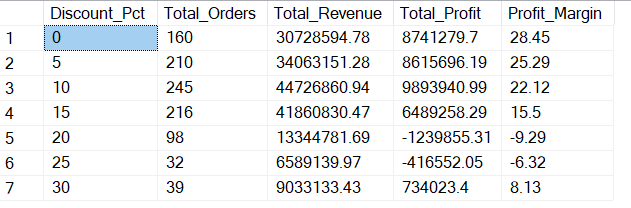 Discount_Pct Total_Orders Total_Revenue Total_Profit Profit_Margin
1 0 160 30728594.78 8741279.7 28.45
2 5 210 34063151.28 8615696.19 25.29
3 10 245 44726860.94 9893940.99 22.12
4 15 216 41860830.47 6489258.29 15.5
5 20 98 13344781.69 -1239855.31 -9.29
6 25 32 6589139.97 -416552.05 -6.32
7 30 39 9033133.43 734023.4 8.13